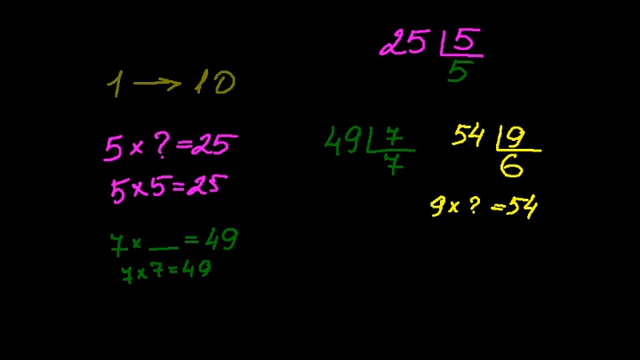 1 → 10
5 × ? = 25
5 × 5 = 25
7 × __ = 49
7 × 7 = 49
25 | 5
5
49 | 7
7
54 | 9
6
9 × ? = 54